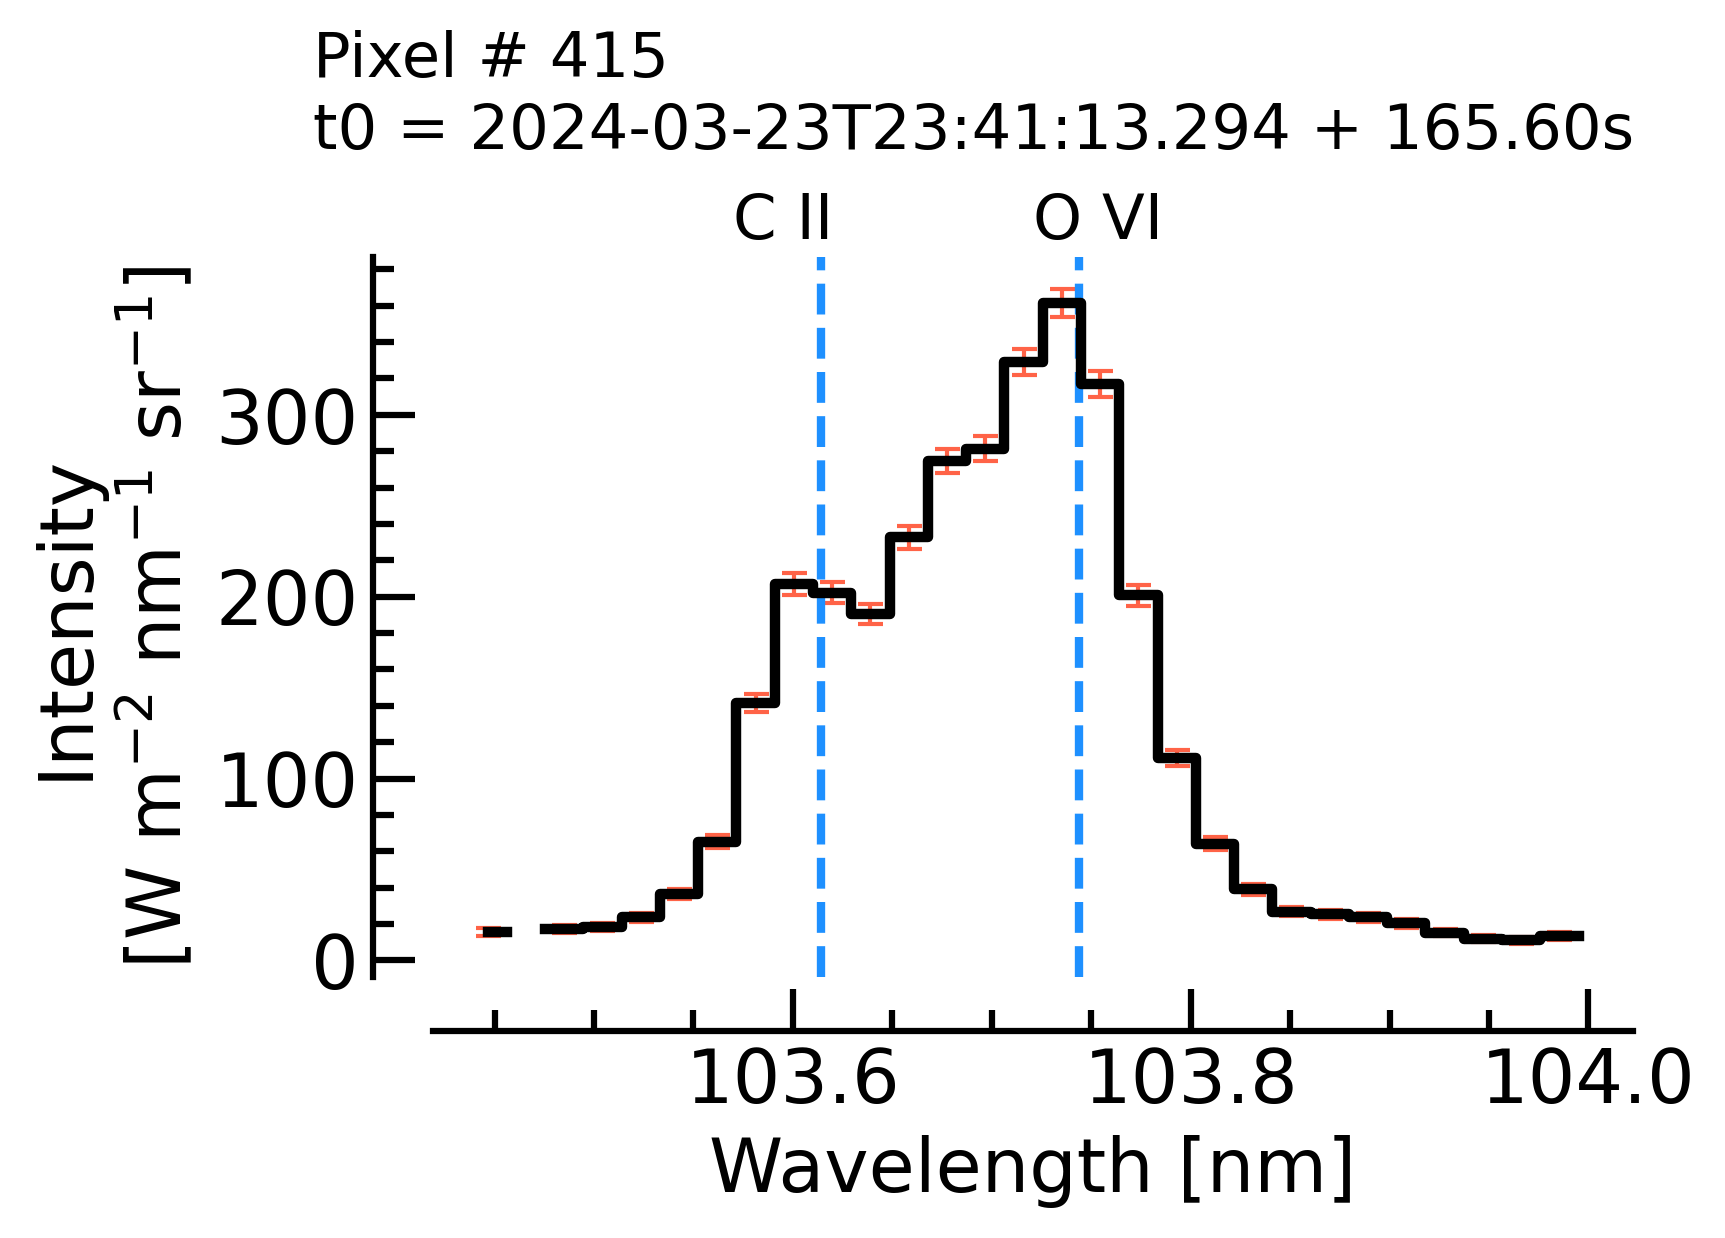 Pixel # 415
t0 = 2024-03-23T23:41:13.294 + 165.60s
C II O VI
Intensity
[W m⁻² nm⁻¹ sr⁻¹]
300
200
100
0
103.6 103.8 104.0
Wavelength [nm]